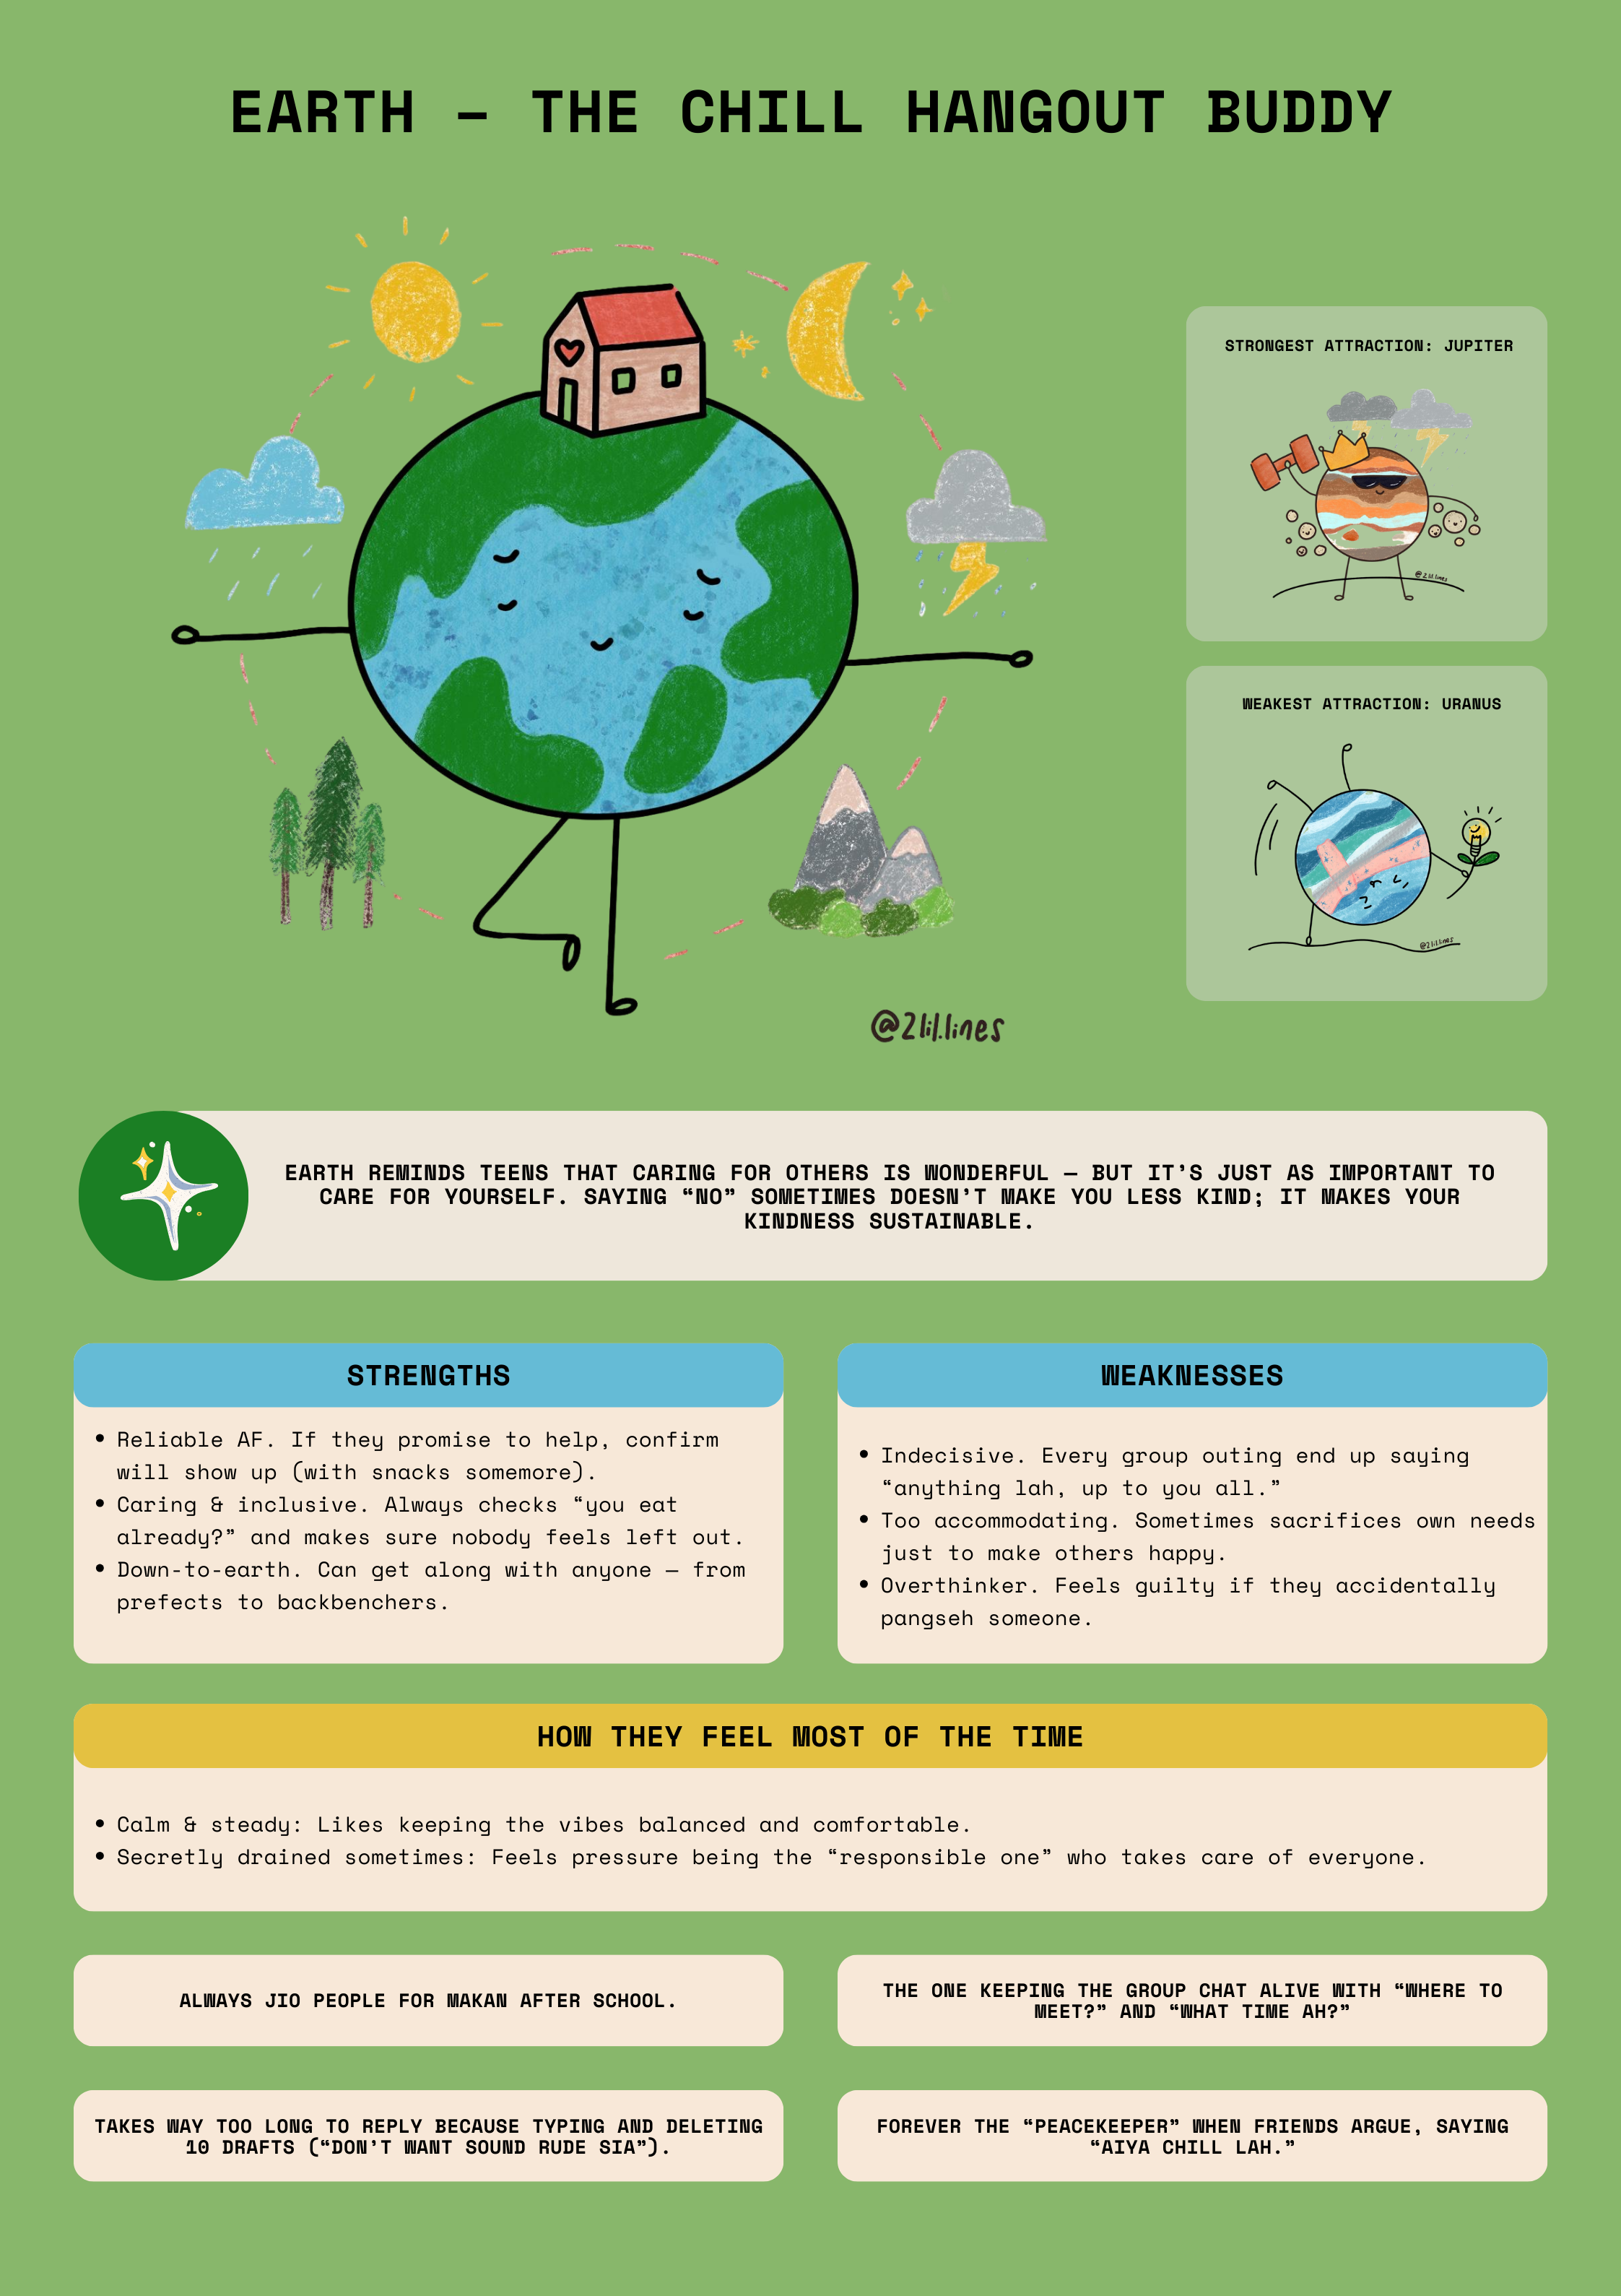 EARTH – THE CHILL HANGOUT BUDDY
STRONGEST ATTRACTION: JUPITER
@2lil.lines
WEAKEST ATTRACTION: URANUS
@2lil.lines
@2lil.lines
EARTH REMINDS TEENS THAT CARING FOR OTHERS IS WONDERFUL — BUT IT’S JUST AS IMPORTANT TO
CARE FOR YOURSELF. SAYING “NO” SOMETIMES DOESN’T MAKE YOU LESS KIND; IT MAKES YOUR
KINDNESS SUSTAINABLE.
STRENGTHS
• Reliable AF. If they promise to help, confirm
will show up (with snacks somemore).
• Caring & inclusive. Always checks “you eat
already?” and makes sure nobody feels left out.
• Down-to-earth. Can get along with anyone — from
prefects to backbenchers.
WEAKNESSES
• Indecisive. Every group outing end up saying
“anything lah, up to you all.”
• Too accommodating. Sometimes sacrifices own needs
just to make others happy.
• Overthinker. Feels guilty if they accidentally
pangseh someone.
HOW THEY FEEL MOST OF THE TIME
• Calm & steady: Likes keeping the vibes balanced and comfortable.
• Secretly drained sometimes: Feels pressure being the “responsible one” who takes care of everyone.
ALWAYS JIO PEOPLE FOR MAKAN AFTER SCHOOL.
THE ONE KEEPING THE GROUP CHAT ALIVE WITH “WHERE TO
MEET?” AND “WHAT TIME AH?”
TAKES WAY TOO LONG TO REPLY BECAUSE TYPING AND DELETING
10 DRAFTS (“DON’T WANT SOUND RUDE SIA”).
FOREVER THE “PEACEKEEPER” WHEN FRIENDS ARGUE, SAYING
“AIYA CHILL LAH.”